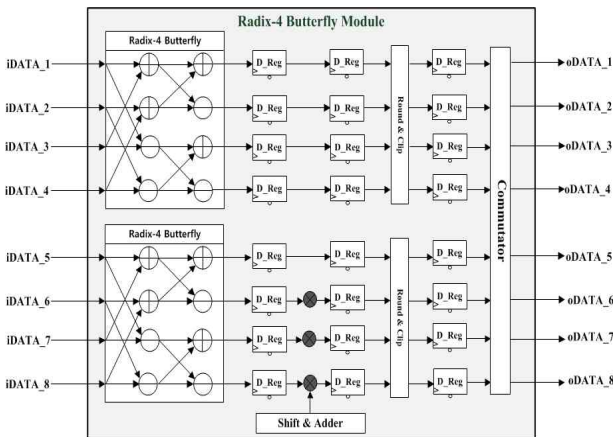 Radix-4 Butterfly Module
Radix-4 Butterfly
iDATA_1 D_Reg D_Reg D_Reg oDATA_1
iDATA_2 D_Reg D_Reg D_Reg oDATA_2
Round & Clip
iDATA_3 D_Reg D_Reg D_Reg oDATA_3
iDATA_4 D_Reg D_Reg D_Reg oDATA_4
Commutator
Radix-4 Butterfly
iDATA_5 D_Reg D_Reg D_Reg oDATA_5
iDATA_6 D_Reg D_Reg D_Reg oDATA_6
Round & Clip
iDATA_7 D_Reg D_Reg D_Reg oDATA_7
iDATA_8 D_Reg D_Reg D_Reg oDATA_8
Shift & Adder